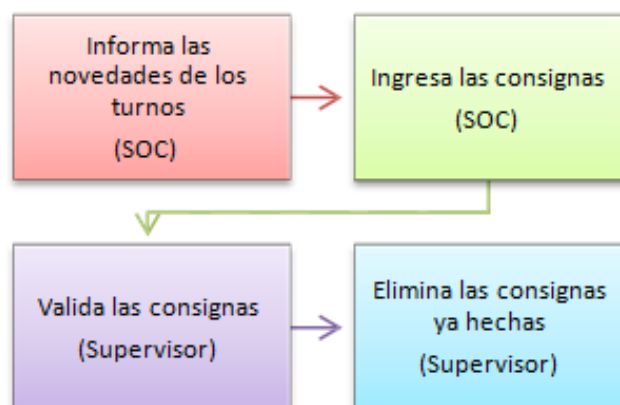 Informa las
novedades de los
turnos
(SOC)
Ingresa las consignas
(SOC)
Valida las consignas
(Supervisor)
Elimina las consignas
ya hechas
(Supervisor)